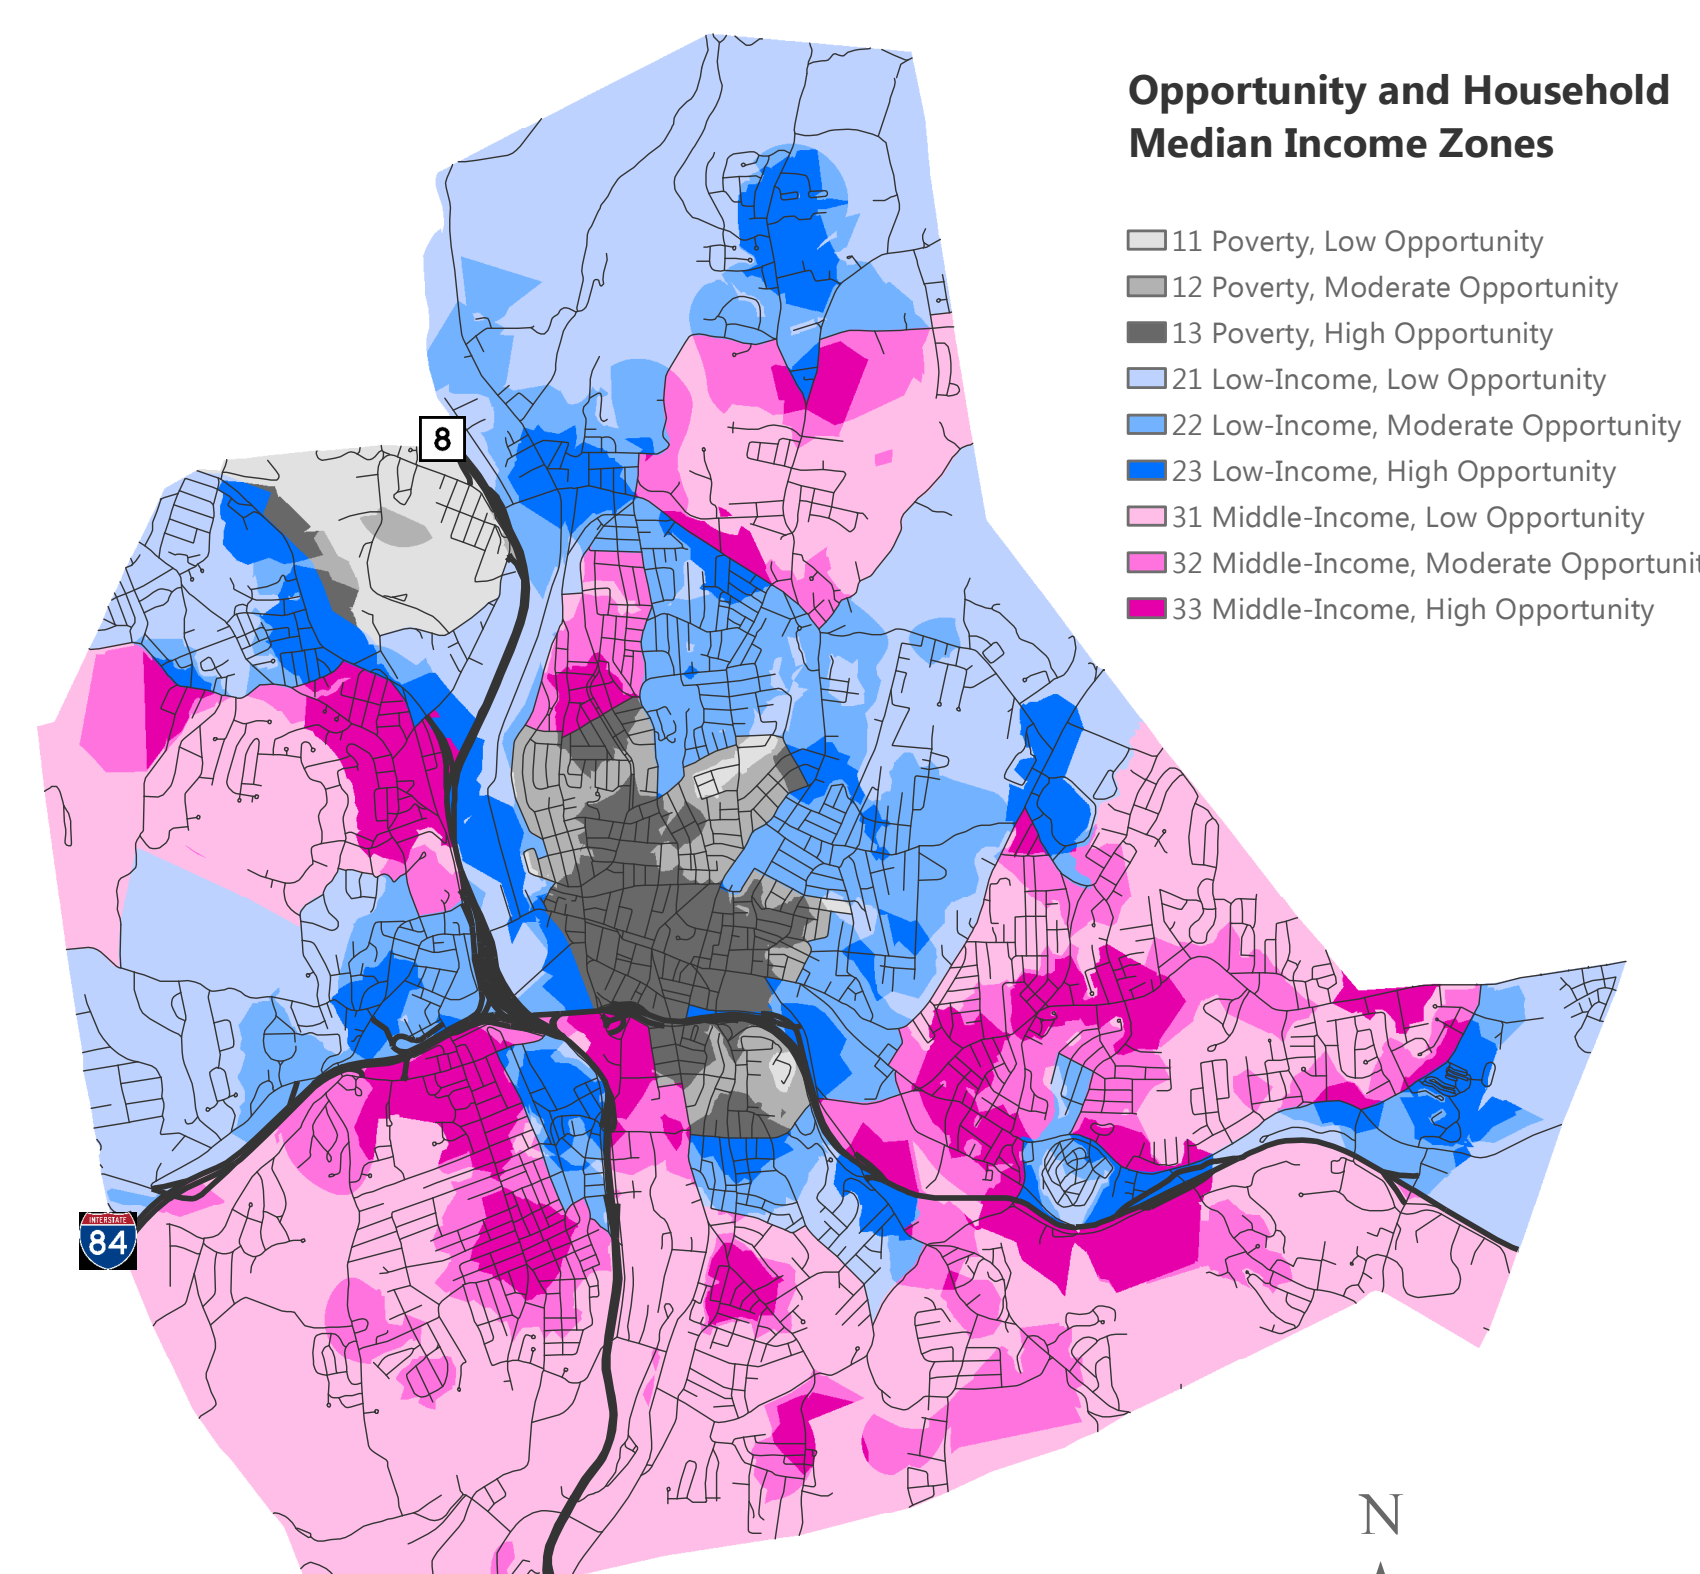 Opportunity and Household
Median Income Zones
11 Poverty, Low Opportunity
12 Poverty, Moderate Opportunity
13 Poverty, High Opportunity
21 Low-Income, Low Opportunity
22 Low-Income, Moderate Opportunity
23 Low-Income, High Opportunity
31 Middle-Income, Low Opportunity
32 Middle-Income, Moderate Opportunit
33 Middle-Income, High Opportunity
8
INTERSTATE
84
N